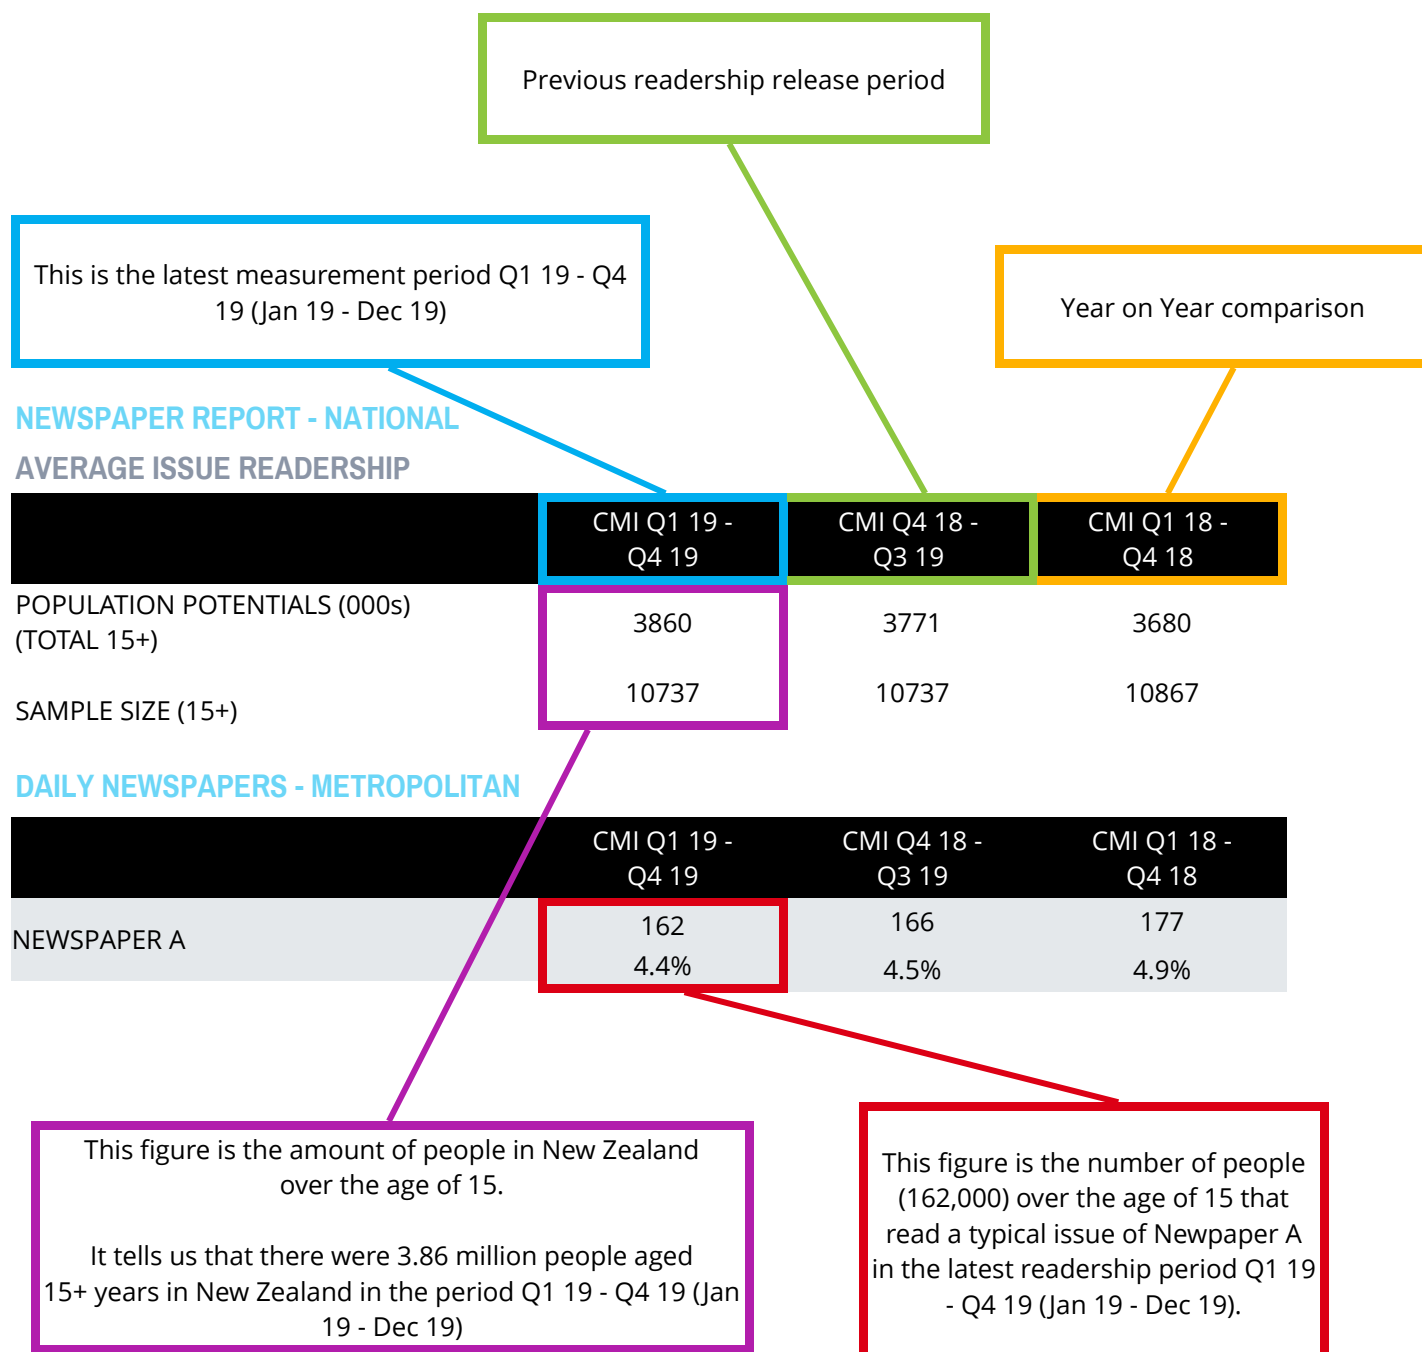 Previous readership release period
This is the latest measurement period Q1 19 - Q4
19 (Jan 19 - Dec 19)
Year on Year comparison
NEWSPAPER REPORT - NATIONAL
AVERAGE ISSUE READERSHIP
CMI Q1 19 -
Q4 19
CMI Q4 18 -
Q3 19
CMI Q1 18 -
Q4 18
POPULATION POTENTIALS (000s)
(TOTAL 15+)
3860
3771
3680
SAMPLE SIZE (15+)
10737
10737
10867
DAILY NEWSPAPERS - METROPOLITAN
CMI Q1 19 -
Q4 19
CMI Q4 18 -
Q3 19
CMI Q1 18 -
Q4 18
NEWSPAPER A
162
166
177
4.4%
4.5%
4.9%
This figure is the amount of people in New Zealand
over the age of 15.
It tells us that there were 3.86 million people aged
15+ years in New Zealand in the period Q1 19 - Q4 19 (Jan
19 - Dec 19)
This figure is the number of people
(162,000) over the age of 15 that
read a typical issue of Newpaper A
in the latest readership period Q1 19
- Q4 19 (Jan 19 - Dec 19).